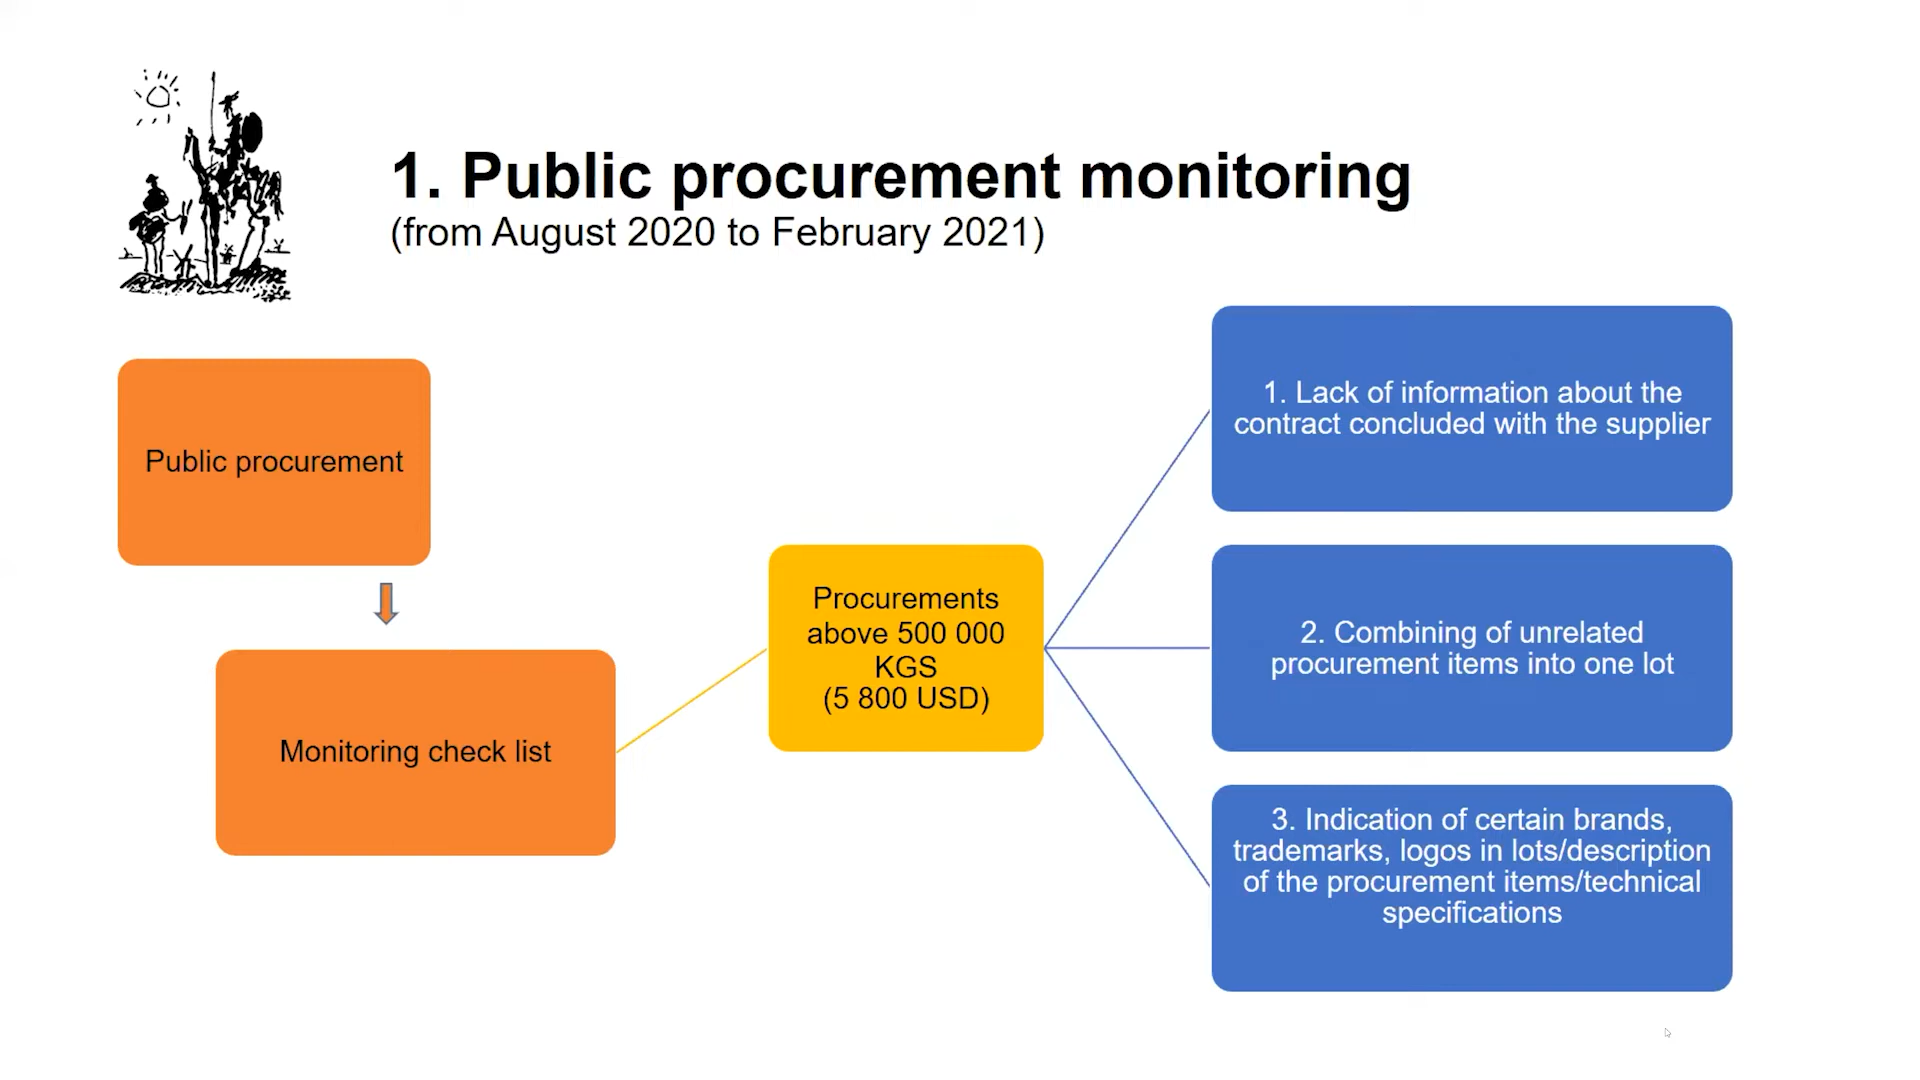 1. Public procurement monitoring
(from August 2020 to February 2021)
Public procurement
Monitoring check list
Procurements
above 500 000
KGS
(5 800 USD)
1. Lack of information about the
contract concluded with the supplier
2. Combining of unrelated
procurement items into one lot
3. Indication of certain brands,
trademarks, logos in lots/description
of the procurement items/technical
specifications